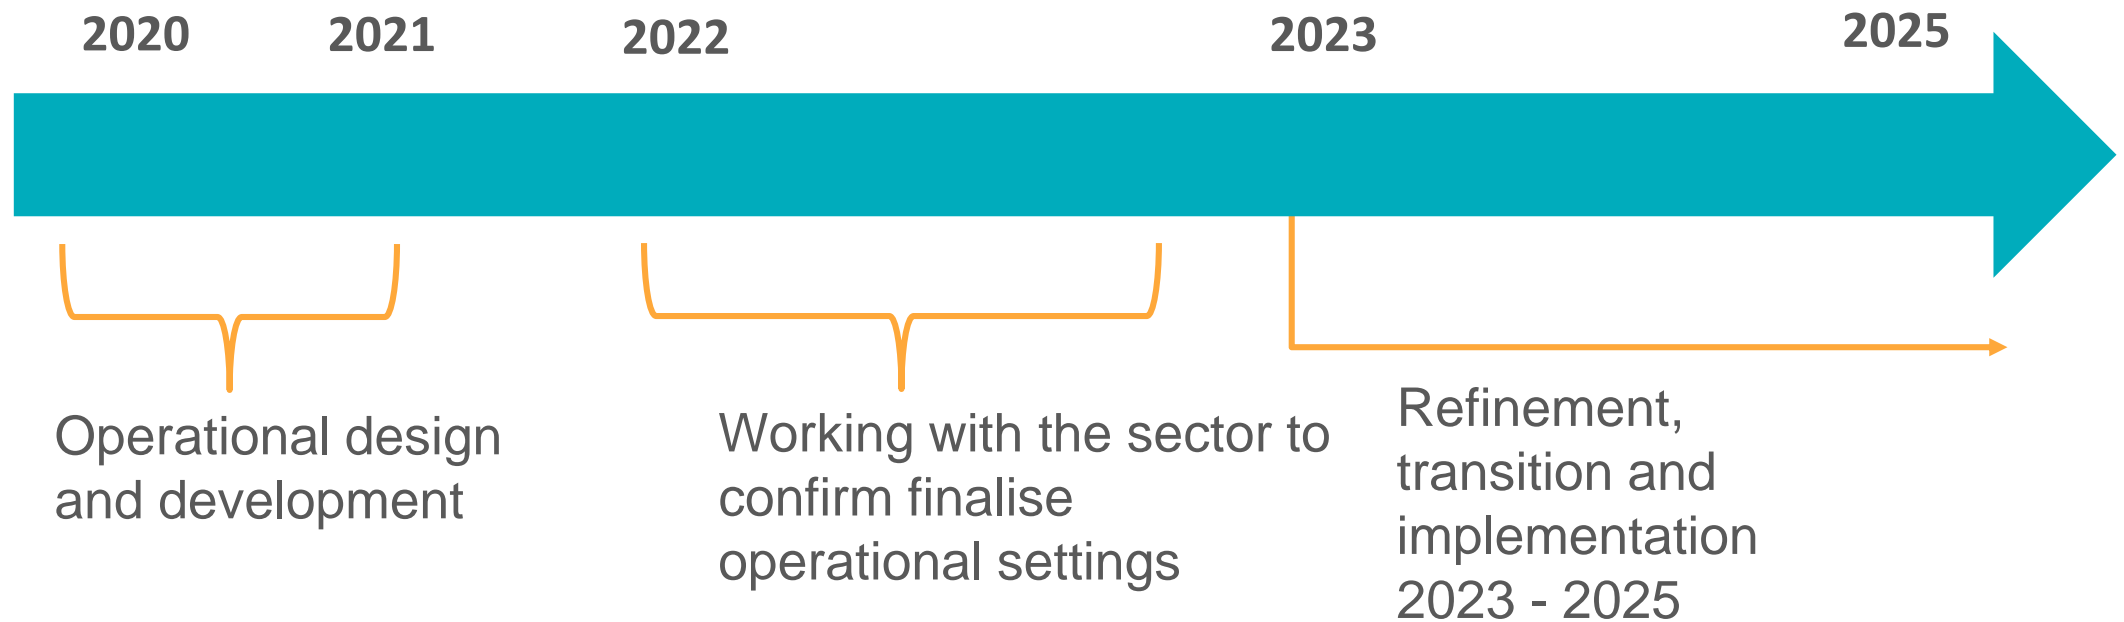 2020 2021 2022 2023 2025
Operational design
and development
Working with the sector to
confirm finalise
operational settings
Refinement,
transition and
implementation
2023 - 2025